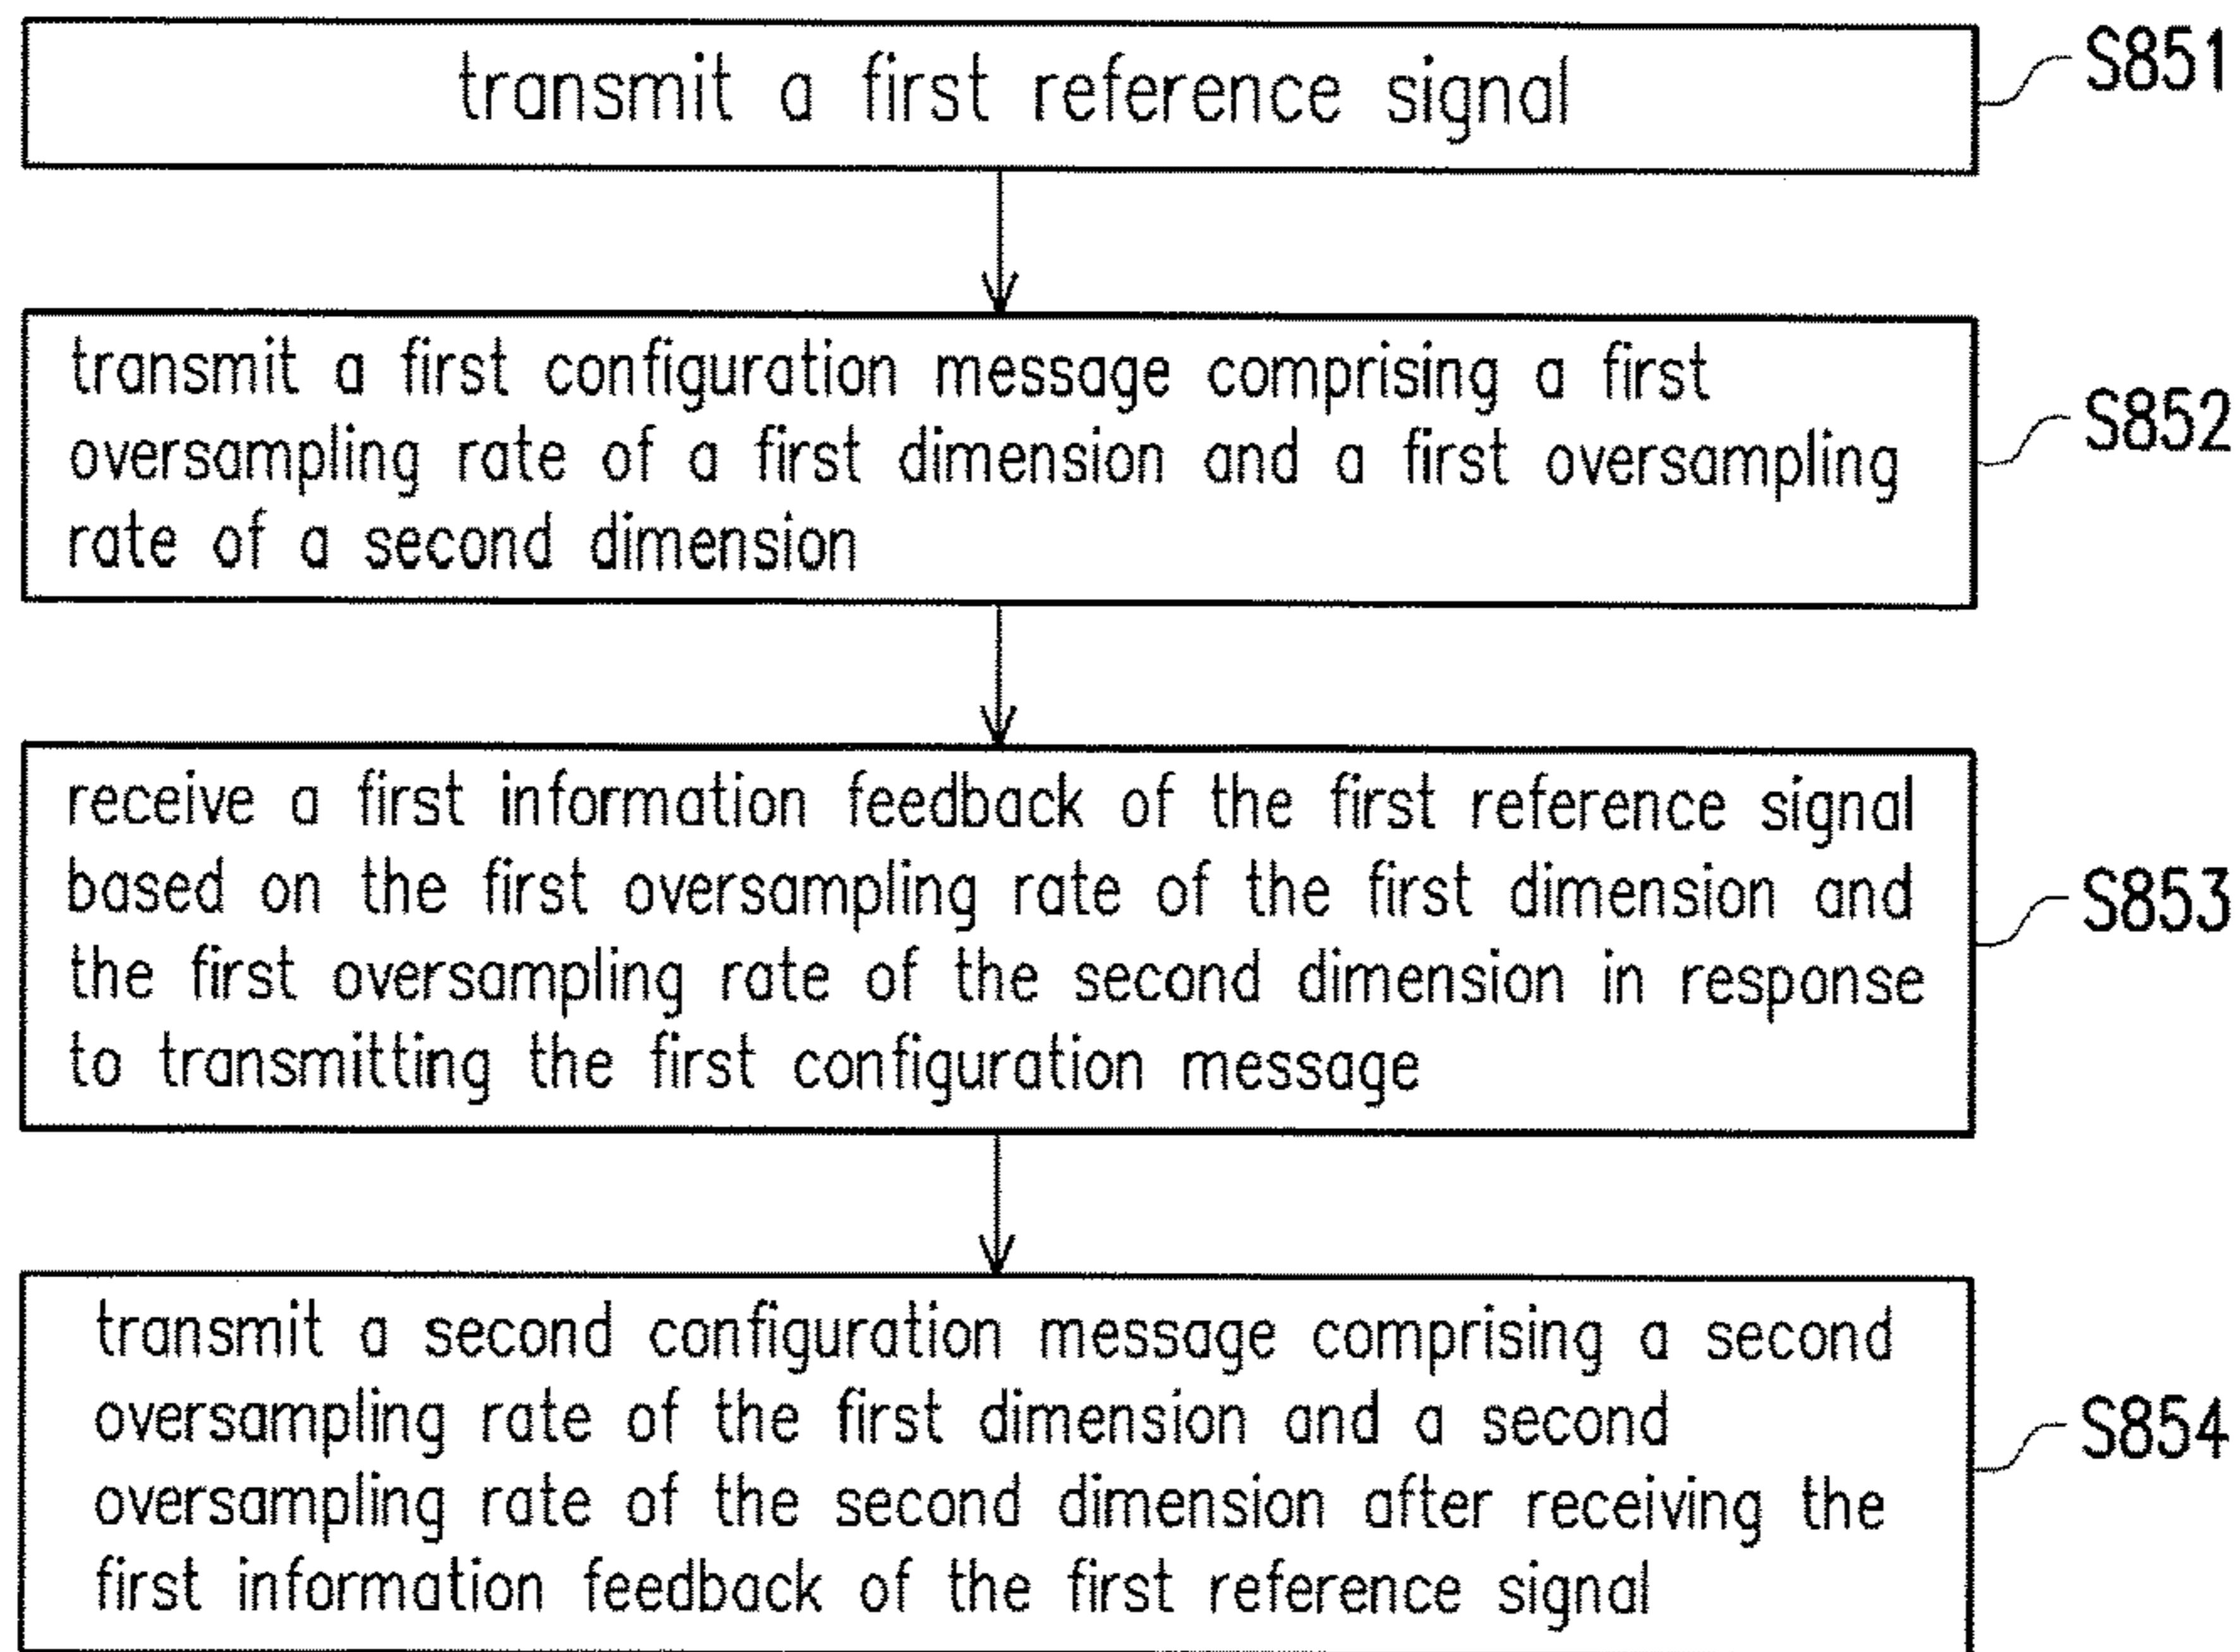 transmit a first reference signal
S851
transmit a first configuration message comprising a first
oversampling rate of a first dimension and a first oversampling
rate of a second dimension
S852
receive a first information feedback of the first reference signal
based on the first oversampling rate of the first dimension and
the first oversampling rate of the second dimension in response
to transmitting the first configuration message
S853
transmit a second configuration message comprising a second
oversampling rate of the first dimension and a second
oversampling rate of the second dimension after receiving the
first information feedback of the first reference signal
S854